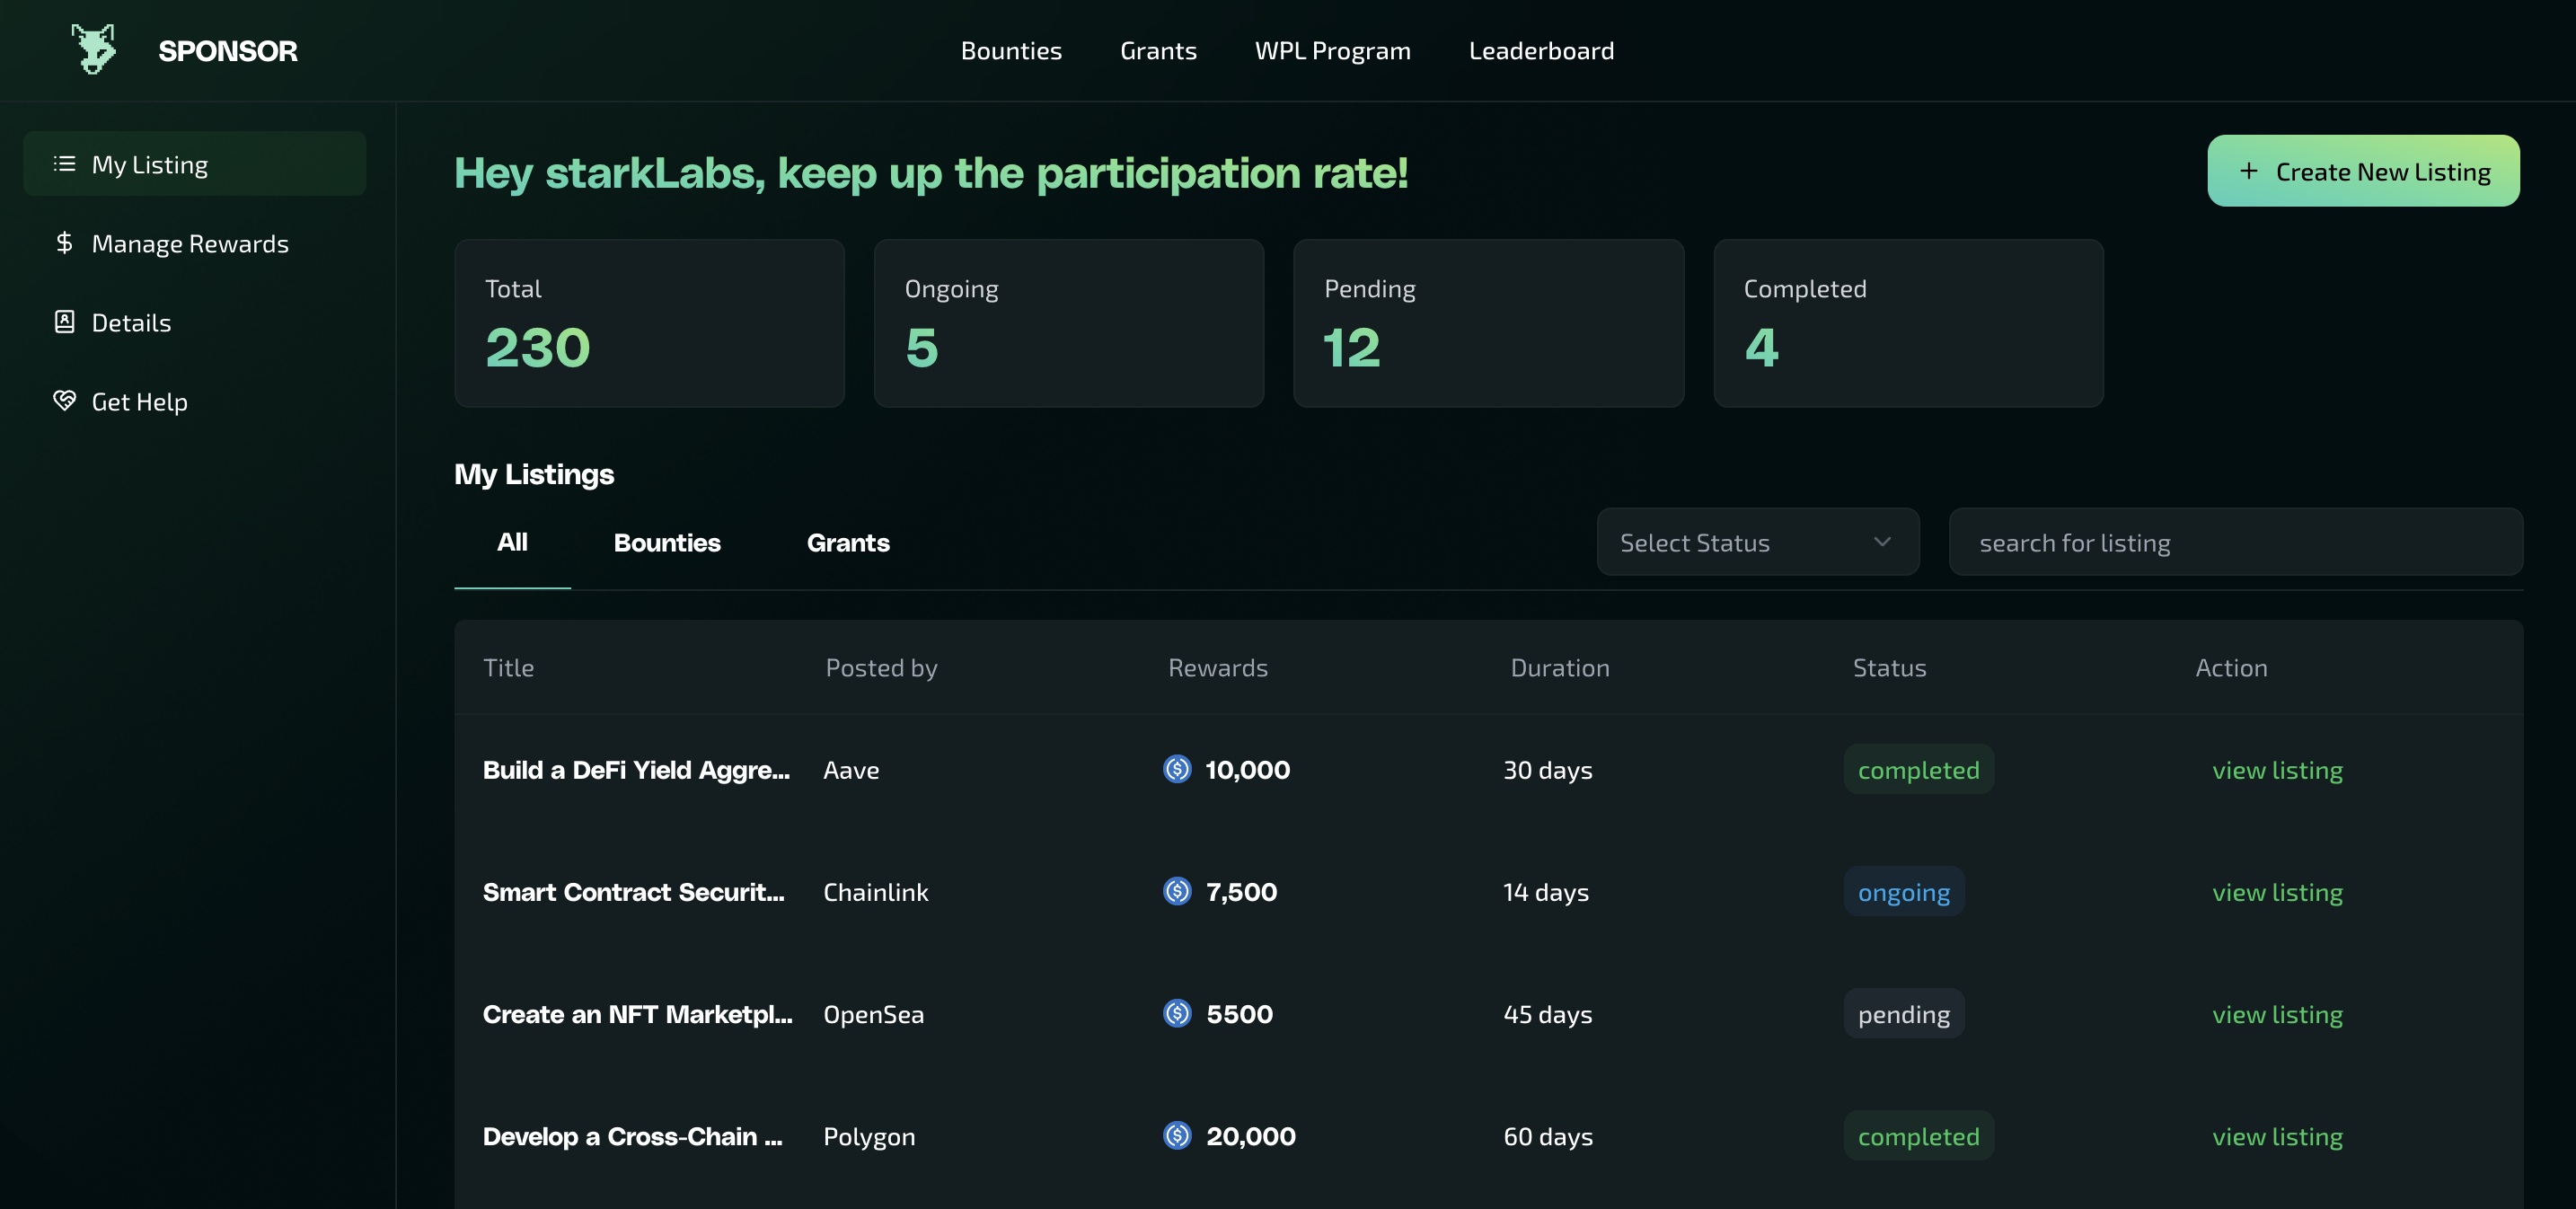 SPONSOR
Bounties Grants WPL Program Leaderboard
My Listing
Manage Rewards
Details
Get Help
Hey starkLabs, keep up the participation rate!
+ Create New Listing
Total
230
Ongoing
5
Pending
12
Completed
4
My Listings
All Bounties Grants
Select Status
search for listing
Title Posted by Rewards Duration Status Action
Build a DeFi Yield Aggre... Aave 10,000 30 days completed view listing
Smart Contract Securit... Chainlink 7,500 14 days ongoing view listing
Create an NFT Marketpl... OpenSea 5500 45 days pending view listing
Develop a Cross-Chain ... Polygon 20,000 60 days completed view listing